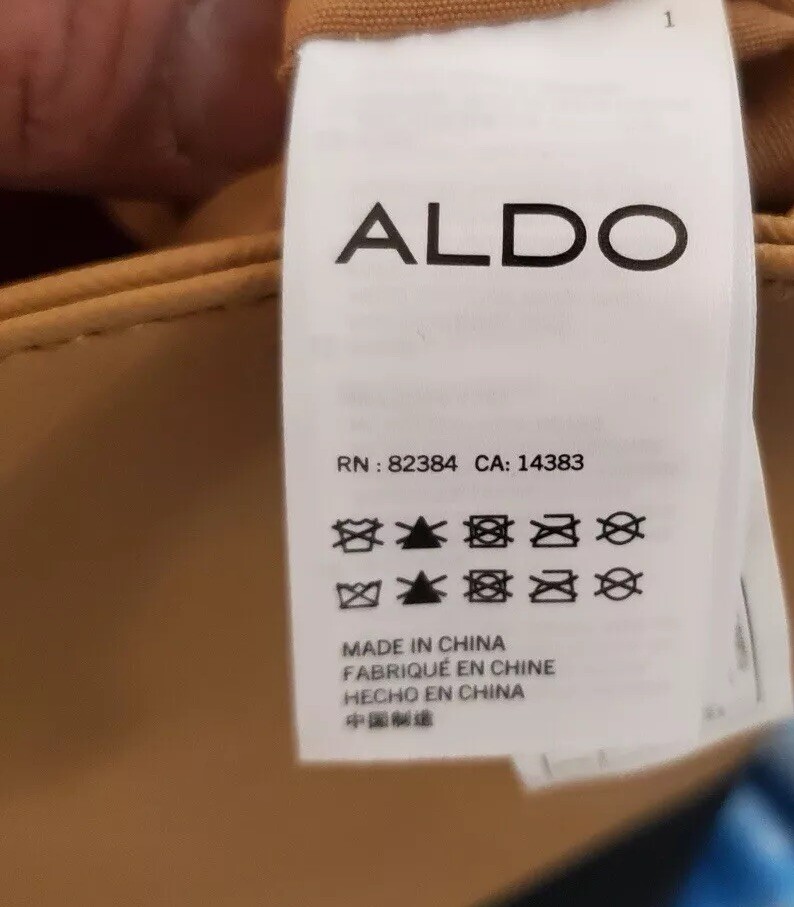 1
ALDO
RN : 82384 CA: 14383
MADE IN CHINA
FABRIQUÉ EN CHINE
HECHO EN CHINA
中国制造